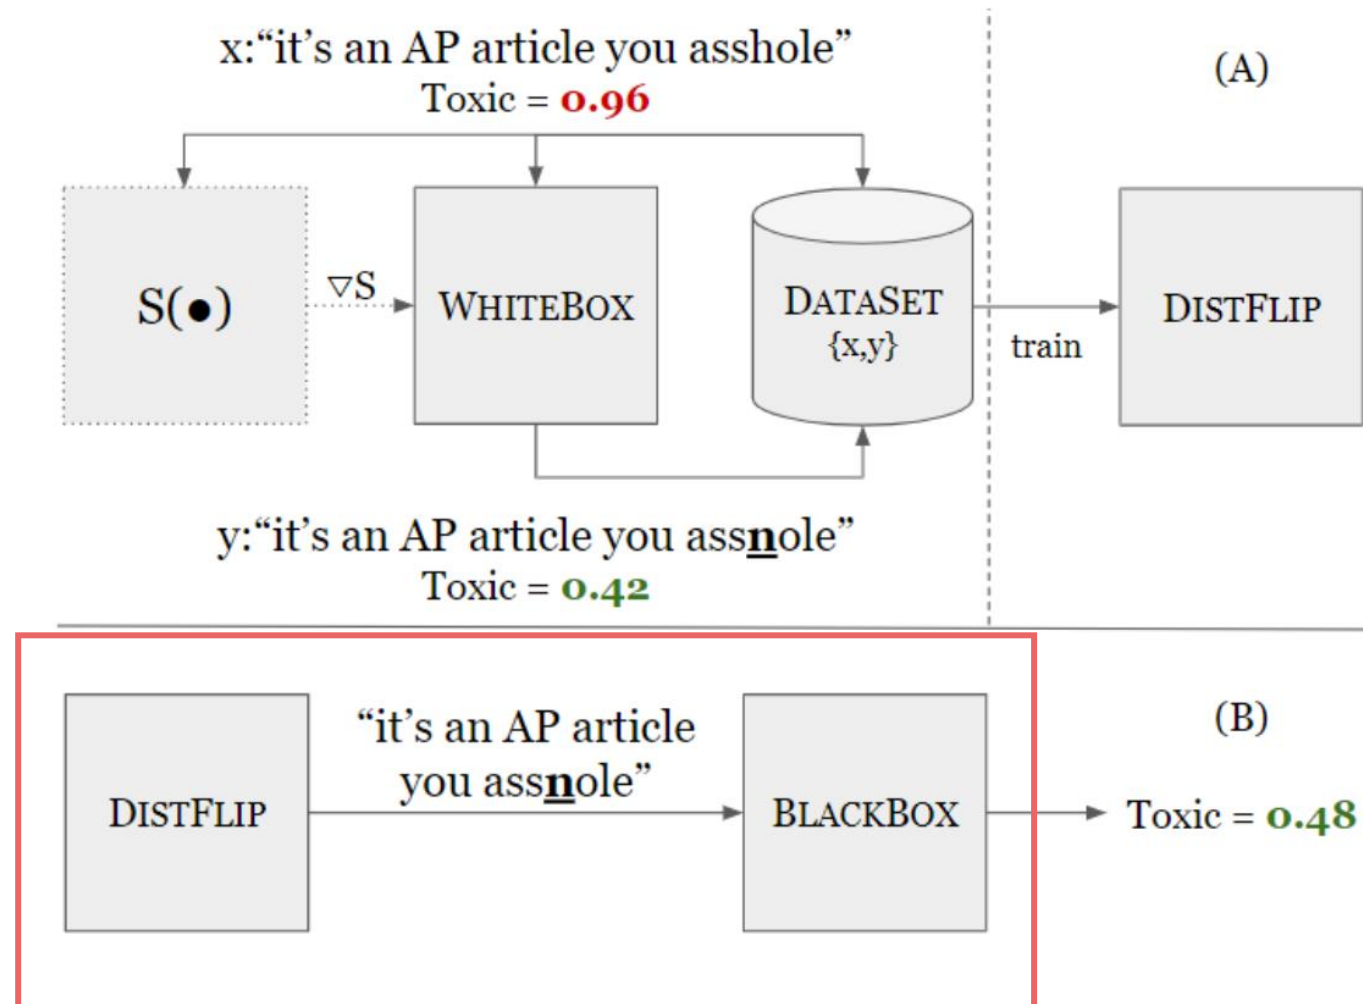 x:“it’s an AP article you asshole”
Toxic = 0.96
(A)
S(●)
▽S
WHITEBOX
DATASET
{x,y}
train
DISTFLIP
y:“it’s an AP article you assnole”
Toxic = 0.42
DISTFLIP
“it’s an AP article
you assnole”
BLACKBOX
(B)
Toxic = 0.48